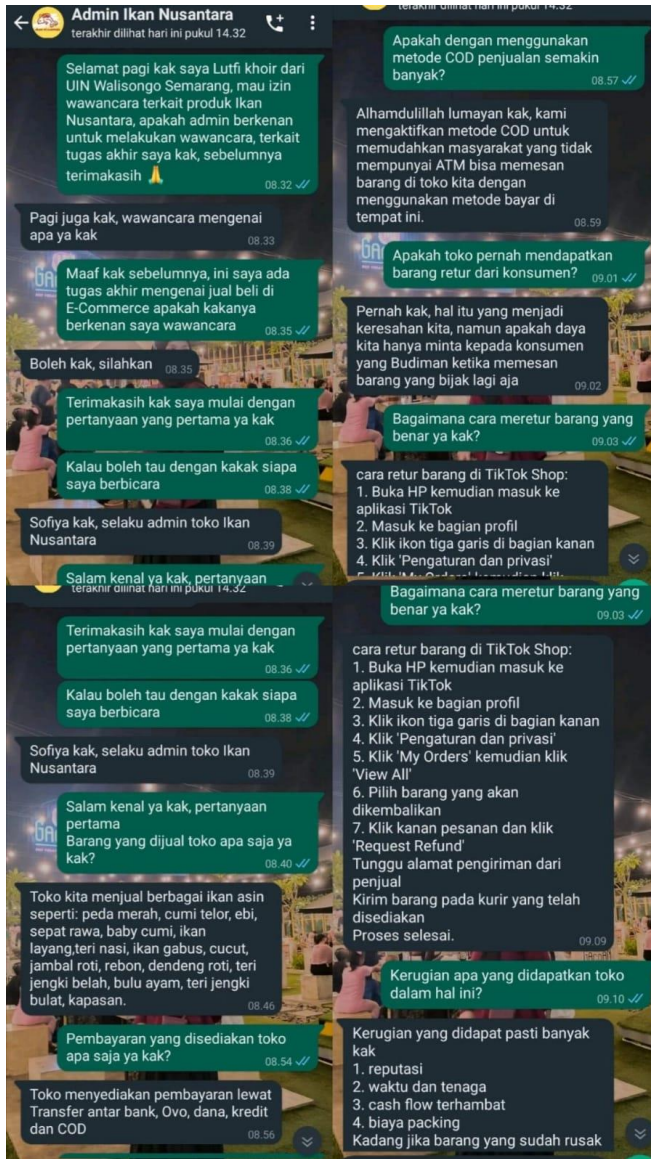 Admin Ikan Nusantara
terakhir dilihat hari ini pukul 14.32
Selamat pagi kak saya Lutfi khoir dari
UIN Walisongo Semarang, mau izin
wawancara terkait produk Ikan
Nusantara, apakah admin berkenan
untuk melakukan wawancara, terkait
tugas akhir saya kak, sebelumnya
terimakasih 🙏
08.32
Pagi juga kak, wawancara mengenai
apa ya kak
08.33
Maaf kak sebelumnya, ini saya ada
tugas akhir mengenai jual beli di
E-Commerce apakah kakanya
berkenan saya wawancara
08.35
Boleh kak, silahkan
08.35
Terimakasih kak saya mulai dengan
pertanyaan yang pertama ya kak
08.36
Kalau boleh tau dengan kakak siapa
saya berbicara
08.38
Sofiya kak, selaku admin toko Ikan
Nusantara
08.39
Salam kenal ya kak, pertanyaan
terakhir dilihat hari ini pukul 14.32
Apakah dengan menggunakan
metode COD penjualan semakin
banyak?
08.57
Alhamdulillah lumayan kak, kami
mengaktifkan metode COD untuk
memudahkan masyarakat yang tidak
mempunyai ATM bisa memesan
barang di toko kita dengan
menggunakan metode bayar di
tempat ini.
08.59
Apakah toko pernah mendapatkan
barang retur dari konsumen?
09.01
Pernah kak, hal itu yang menjadi
keresahan kita, namun apakah daya
kita hanya minta kepada konsumen
yang Budiman ketika memesan
barang yang bijak lagi aja
09.02
Bagaimana cara meretur barang yang
benar ya kak?
09.03
cara retur barang di TikTok Shop:
1. Buka HP kemudian masuk ke
aplikasi TikTok
2. Masuk ke bagian profil
3. Klik ikon tiga garis di bagian kanan
4. Klik 'Pengaturan dan privasi'
5. Klik 'My Orders' kemudian klik
terakhir dilihat hari ini pukul 14.32
Terimakasih kak saya mulai dengan
pertanyaan yang pertama ya kak
08.36
Kalau boleh tau dengan kakak siapa
saya berbicara
08.38
Sofiya kak, selaku admin toko Ikan
Nusantara
08.39
Salam kenal ya kak, pertanyaan
pertama
Barang yang dijual toko apa saja ya
kak?
08.40
Toko kita menjual berbagai ikan asin
seperti: peda merah, cumi telor, ebi,
sepat rawa, baby cumi, ikan
layang,teri nasi, ikan gabus, cucut,
jambal roti, rebon, dendeng roti, teri
jengki belah, bulu ayam, teri jengki
bulat, kapasan.
08.46
Pembayaran yang disediakan toko
apa saja ya kak?
08.54
Toko menyediakan pembayaran lewat
Transfer antar bank, Ovo, dana, kredit
dan COD
08.56
Bagaimana cara meretur barang yang
benar ya kak?
09.03
cara retur barang di TikTok Shop:
1. Buka HP kemudian masuk ke
aplikasi TikTok
2. Masuk ke bagian profil
3. Klik ikon tiga garis di bagian kanan
4. Klik 'Pengaturan dan privasi'
5. Klik 'My Orders' kemudian klik
'View All'
6. Pilih barang yang akan
dikembalikan
7. Klik kanan pesanan dan klik
'Request Refund'
Tunggu alamat pengiriman dari
penjual
Kirim barang pada kurir yang telah
disediakan
Proses selesai.
09.09
Kerugian apa yang didapatkan toko
dalam hal ini?
09.10
Kerugian yang didapat pasti banyak
kak
1. reputasi
2. waktu dan tenaga
3. cash flow terhambat
4. biaya packing
Kadang jika barang yang sudah rusak